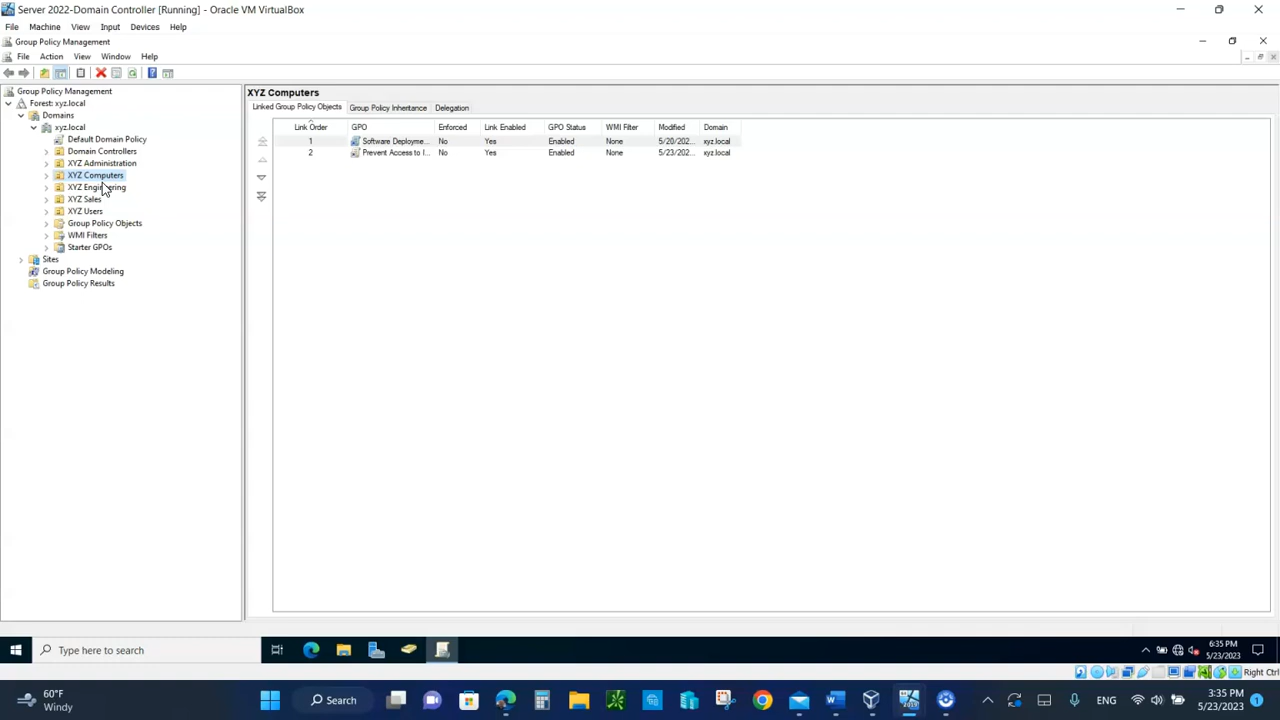 Server 2022-Domain Controller [Running] - Oracle VM VirtualBox
File Machine View Input Devices Help
Group Policy Management
File Action View Window Help
Group Policy Management
Forest: xyz.local
Domains
xyz.local
Default Domain Policy
Domain Controllers
XYZ Administration
XYZ Computers
XYZ Engineering
XYZ Sales
XYZ Users
Group Policy Objects
WMI Filters
Starter GPOs
Sites
Group Policy Modeling
Group Policy Results
XYZ Computers
Linked Group Policy Objects Group Policy Inheritance Delegation
Link Order GPO Enforced Link Enabled GPO Status WMI Filter Modified Domain
1 Software Deployme... No Yes Enabled None 5/20/202... xyz.local
2 Prevent Access to I... No Yes Enabled None 5/23/202... xyz.local
Type here to search
6:35 PM
5/23/2023
Right Ctrl
60°F
Windy
Search
2019
ENG
3:35 PM
5/23/2023
1